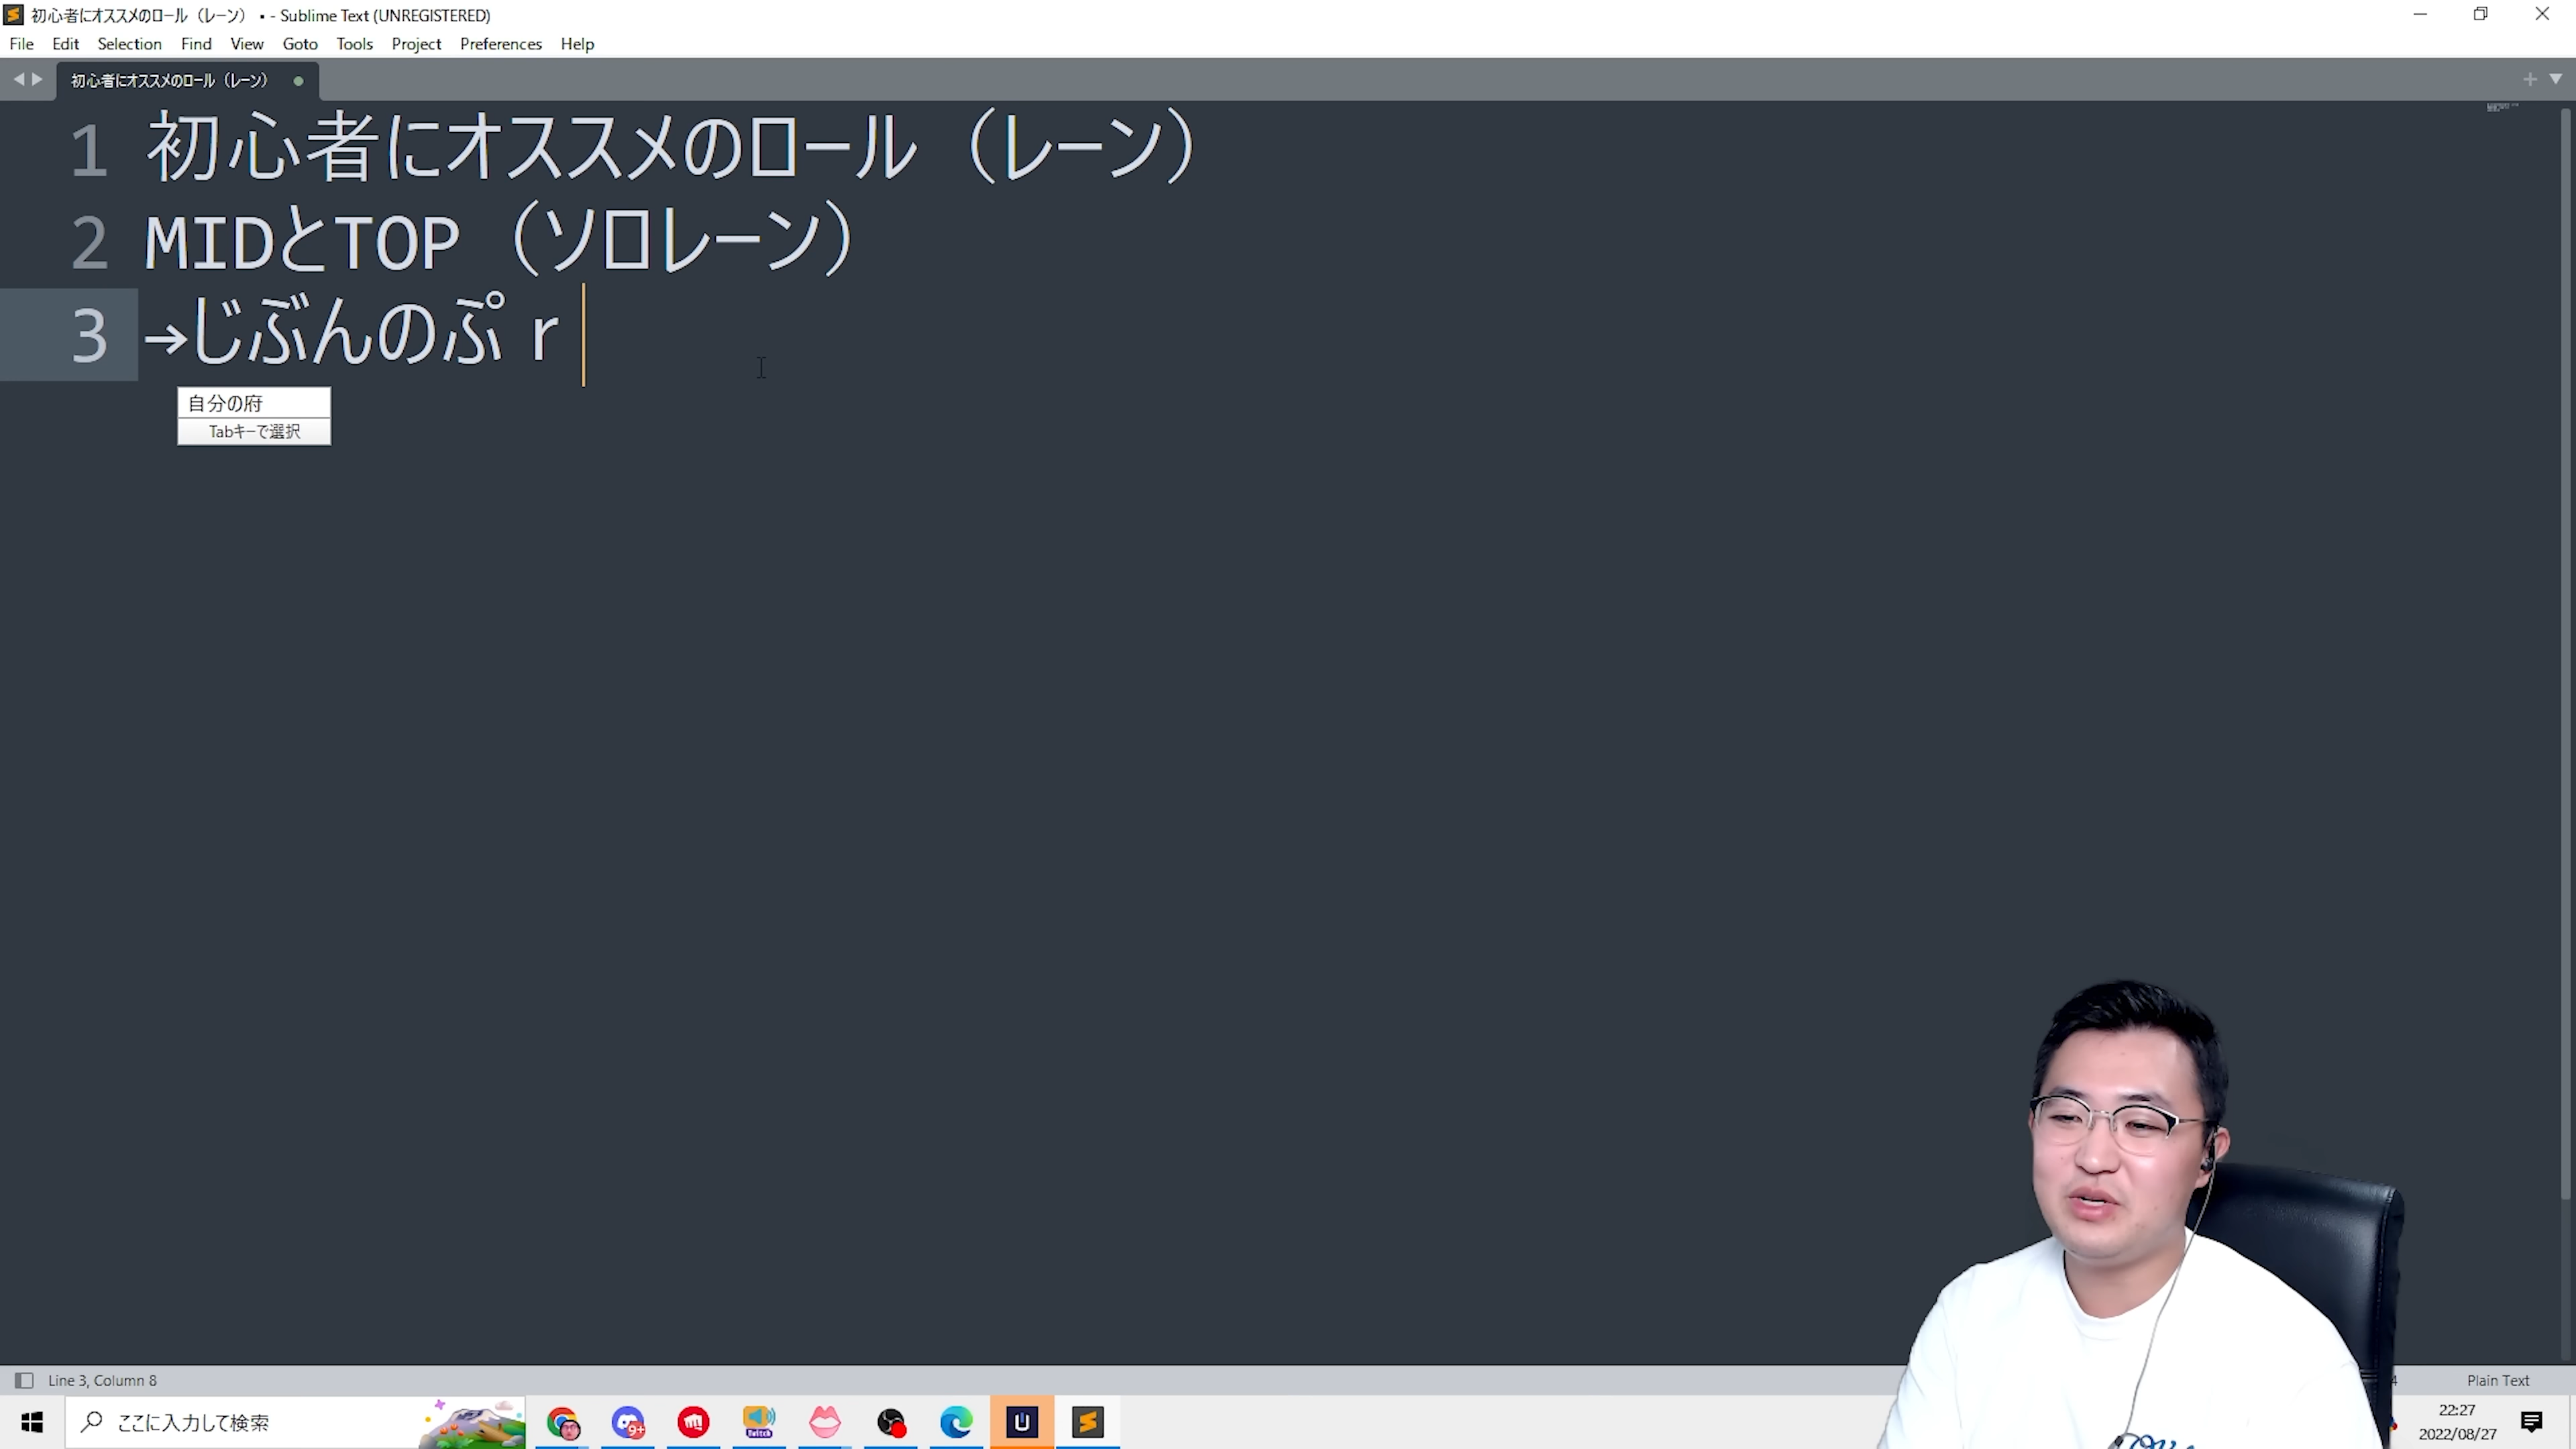 初心者にオススメのロール（レーン） • - Sublime Text (UNREGISTERED)
File Edit Selection Find View Goto Tools Project Preferences Help
初心者にオススメのロール（レーン）
1 初心者にオススメのロール（レーン）
2 MIDとTOP（ソロレーン）
3 →じぶんのぷｒ
自分の府
Tabキーで選択
Line 3, Column 8
Plain Text
ここに入力して検索
9+
Twitch
U
22:27
2022/08/27